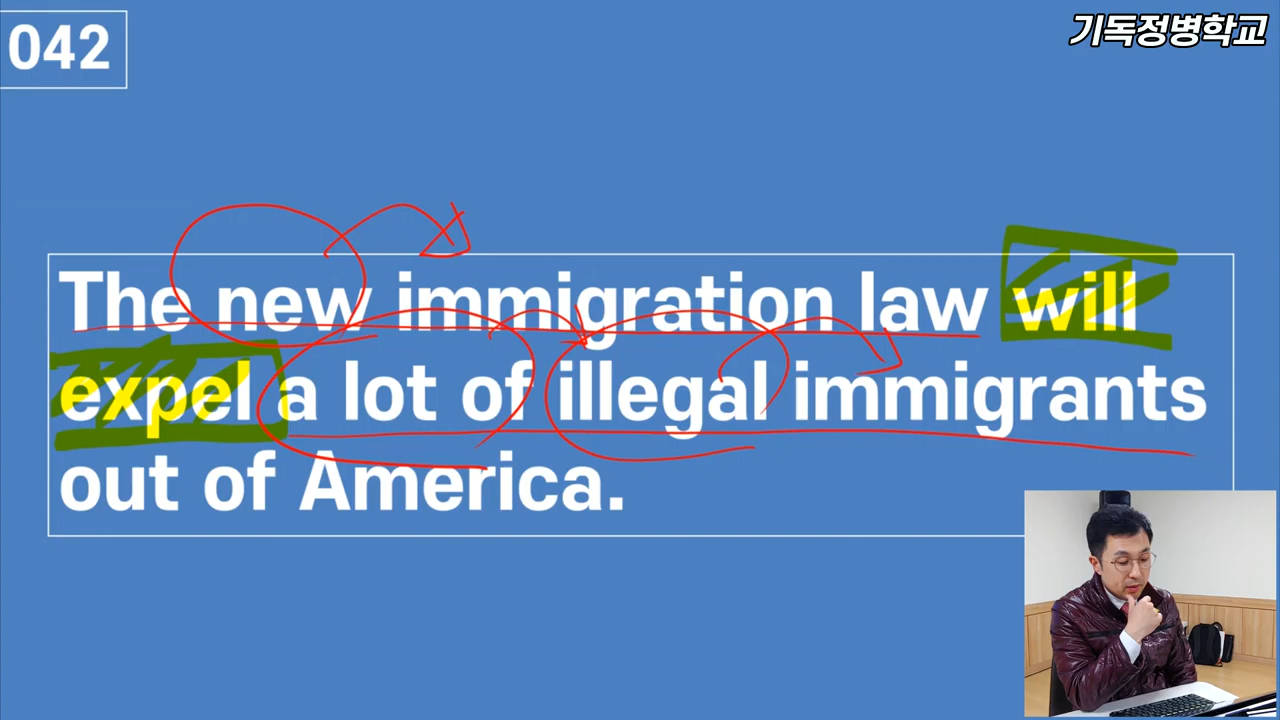 042
기독정병학교
The new immigration law will
expel a lot of illegal immigrants
out of America.